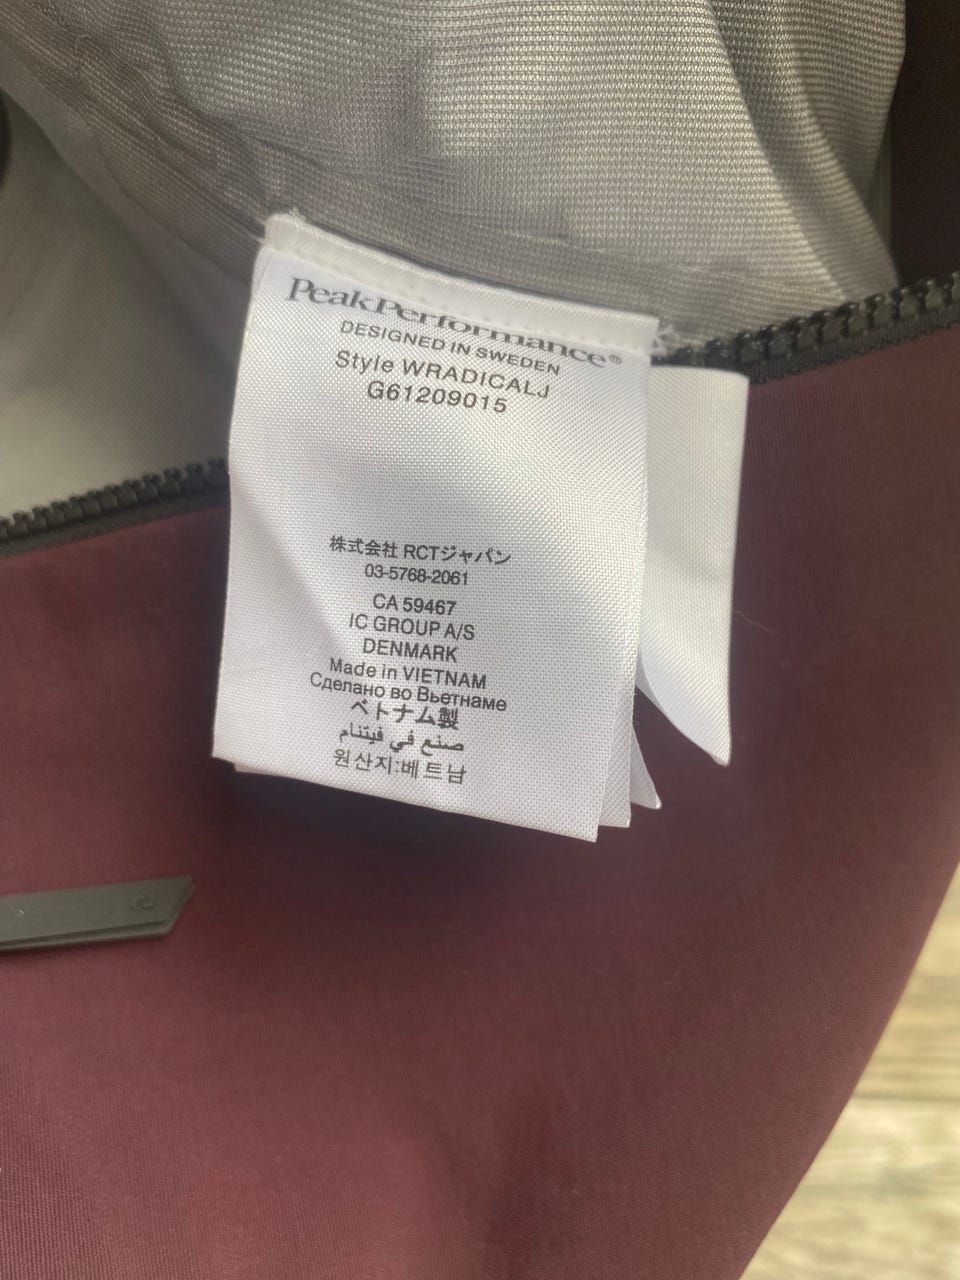 PeakPerformance®
DESIGNED IN SWEDEN
Style WRADICALJ
G61209015
株式会社 RCTジャパン
03-5768-2061
CA 59467
IC GROUP A/S
DENMARK
Made in VIETNAM
Сделано во Вьетнаме
ベトナム製
صنع في فيتنام
원산지:베트남